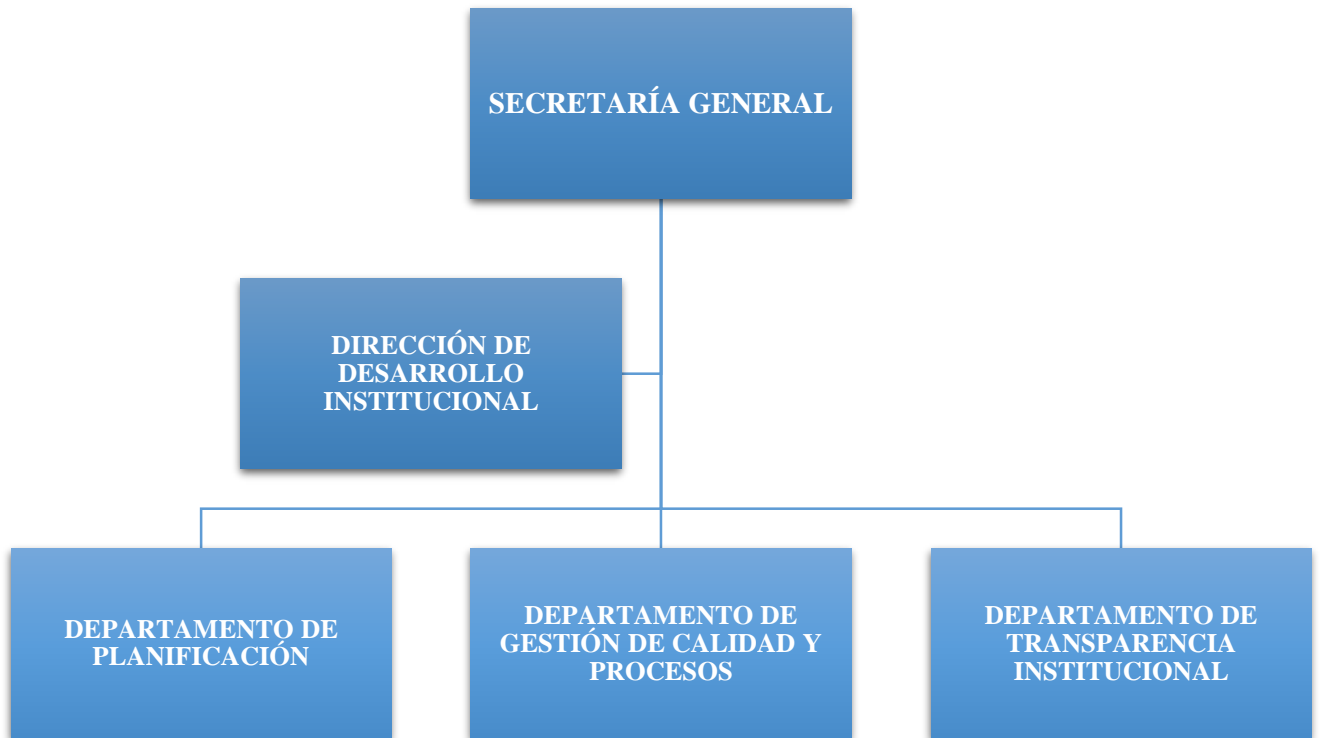 SECRETARÍA GENERAL
DIRECCIÓN DE
DESARROLLO
INSTITUCIONAL
DEPARTAMENTO DE
PLANIFICACIÓN
DEPARTAMENTO DE
GESTIÓN DE CALIDAD Y
PROCESOS
DEPARTAMENTO DE
TRANSPARENCIA
INSTITUCIONAL